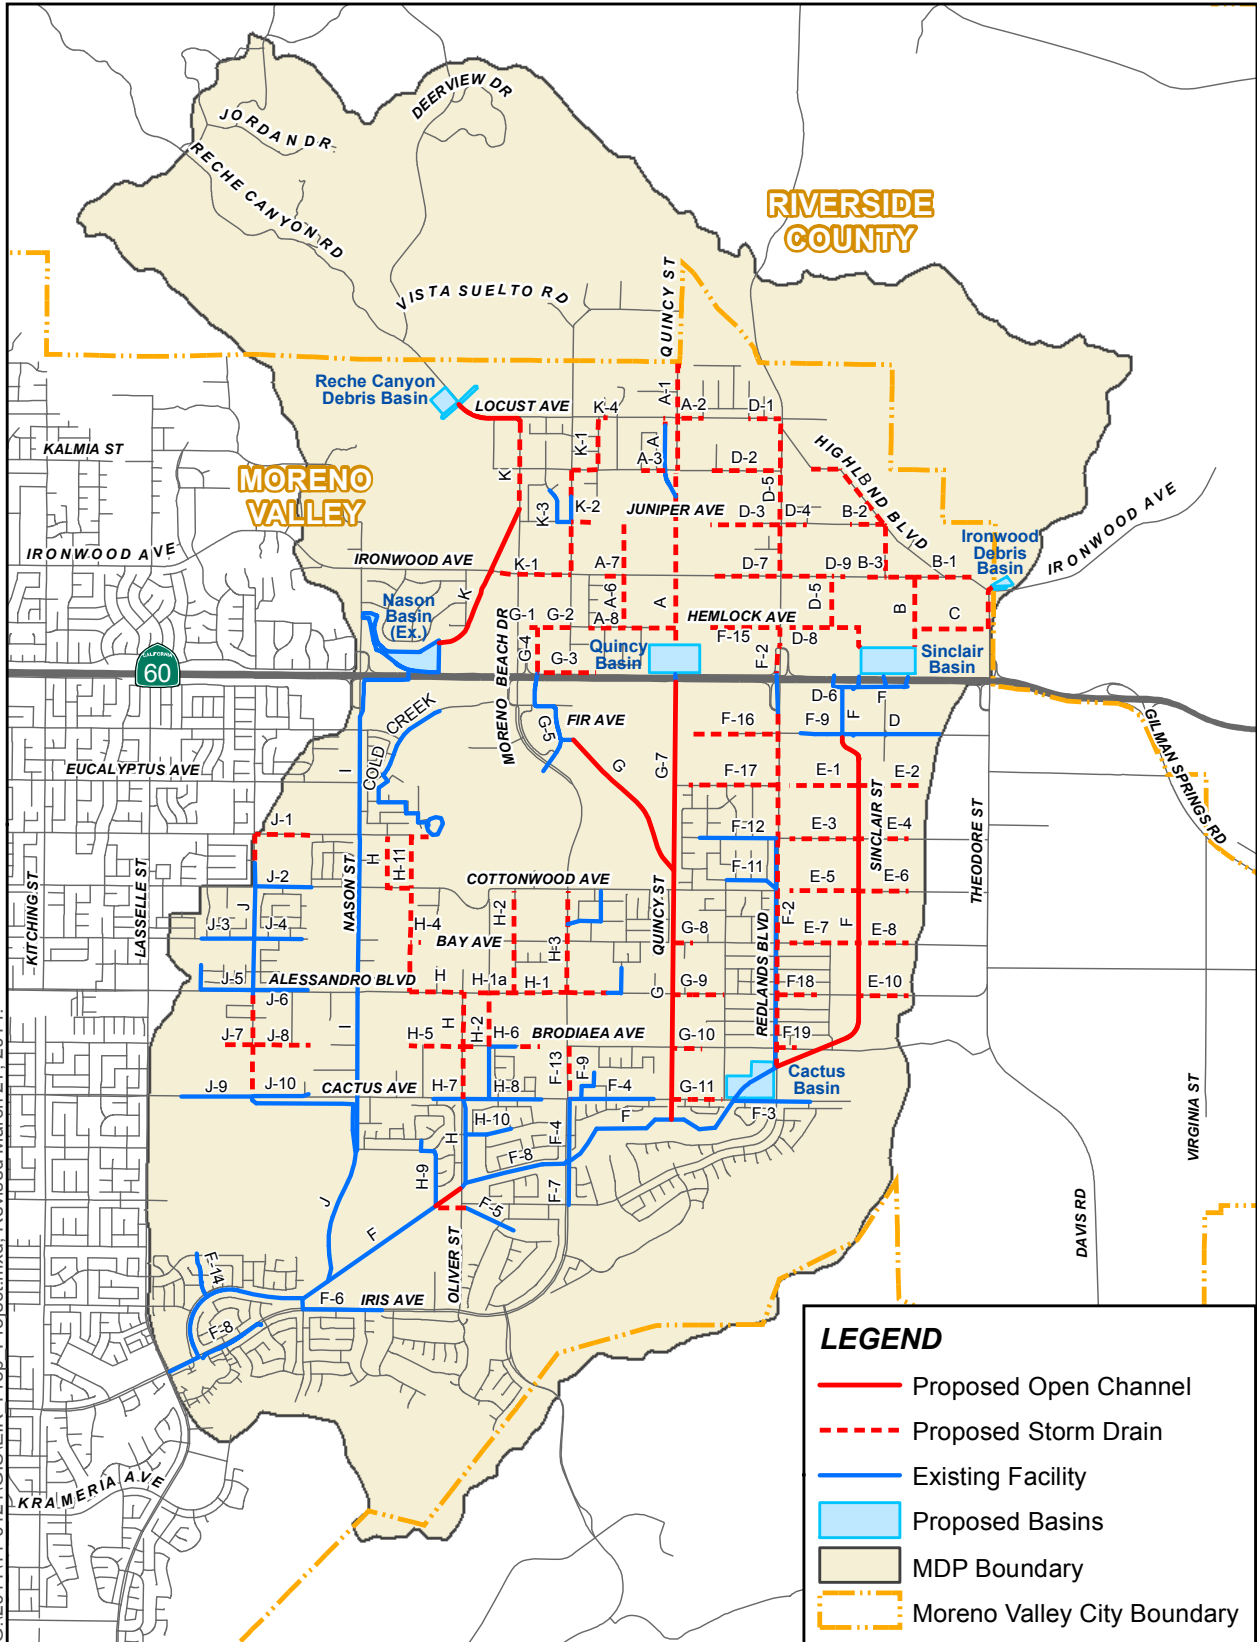 DEERVIEW DR
JORDAN DR
RECHE CANYON RD
RIVERSIDE
COUNTY
VISTA SUELTO RD
QUINCY ST
Reche Canyon
Debris Basin
LOCUST AVE
K-4
A-1
A-2
D-1
KALMIA ST
K-1
A
A-3
D-2
HIGHLBND BLVD
MORENO
VALLEY
K
K-3
K-2
JUNIPER AVE
D-5
D-3
D-4
B-2
IRONWOOD AVE
IRONWOOD AVE
IRONWOOD AVE
Ironwood
Debris
Basin
K-1
A-7
D-7
D-9
B-3
B-1
Nason
Basin
(Ex.)
K
A-6
A
D-5
B
C
G-1
G-2
A-8
HEMLOCK AVE
F-15
D-8
MORENO BEACH DR
G-4
G-3
Quincy
Basin
F-2
Sinclair
Basin
CALIFORNIA
60
D-6
F
COLD CREEK
G-5
FIR AVE
F-16
F-9
F
D
GILMAN SPRINGS RD
EUCALYPTUS AVE
I
G
G-7
F-17
E-1
E-2
J-1
H
H-11
F-12
E-3
SINCLAIR ST
E-4
THEODORE ST
KITCHING ST
LASSELLE ST
J-2
NASON ST
COTTONWOOD AVE
F-11
E-5
E-6
J
J-3
J-4
H-4
H-2
BAY AVE
H-3
QUINCY ST
G-8
REDLANDS BLVD
F-2
E-7
F
E-8
J-5
ALESSANDRO BLVD
H
H-1a
H-1
G
G-9
F18
E-10
J-6
J-7
J-8
I
H-5
H
H-2
H-6
BRODIAEA AVE
G-10
F19
J-9
J-10
CACTUS AVE
H-7
H-8
F-13
F-9
F-4
G-11
Cactus
Basin
F-3
H
H-10
F-4
F
VIRGINIA ST
H-9
F-8
F-7
J
F
F-5
DAVIS RD
F-14
OLIVER ST
F-6
IRIS AVE
F-8
KRAMERIA AVE
LEGEND
Proposed Open Channel
Proposed Storm Drain
Existing Facility
Proposed Basins
MDP Boundary
Moreno Valley City Boundary